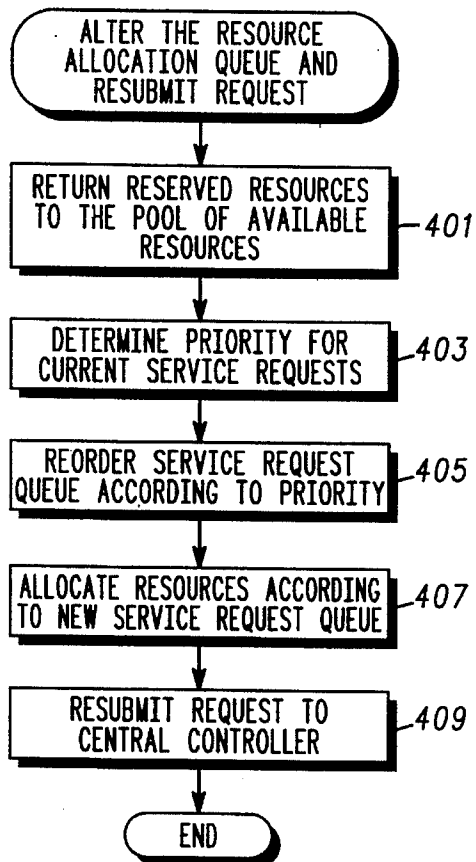 ALTER THE RESOURCE
ALLOCATION QUEUE AND
RESUBMIT REQUEST
RETURN RESERVED RESOURCES
TO THE POOL OF AVAILABLE
RESOURCES
401
DETERMINE PRIORITY FOR
CURRENT SERVICE REQUESTS
403
REORDER SERVICE REQUEST
QUEUE ACCORDING TO PRIORITY
405
ALLOCATE RESOURCES ACCORDING
TO NEW SERVICE REQUEST QUEUE
407
RESUBMIT REQUEST TO
CENTRAL CONTROLLER
409
END